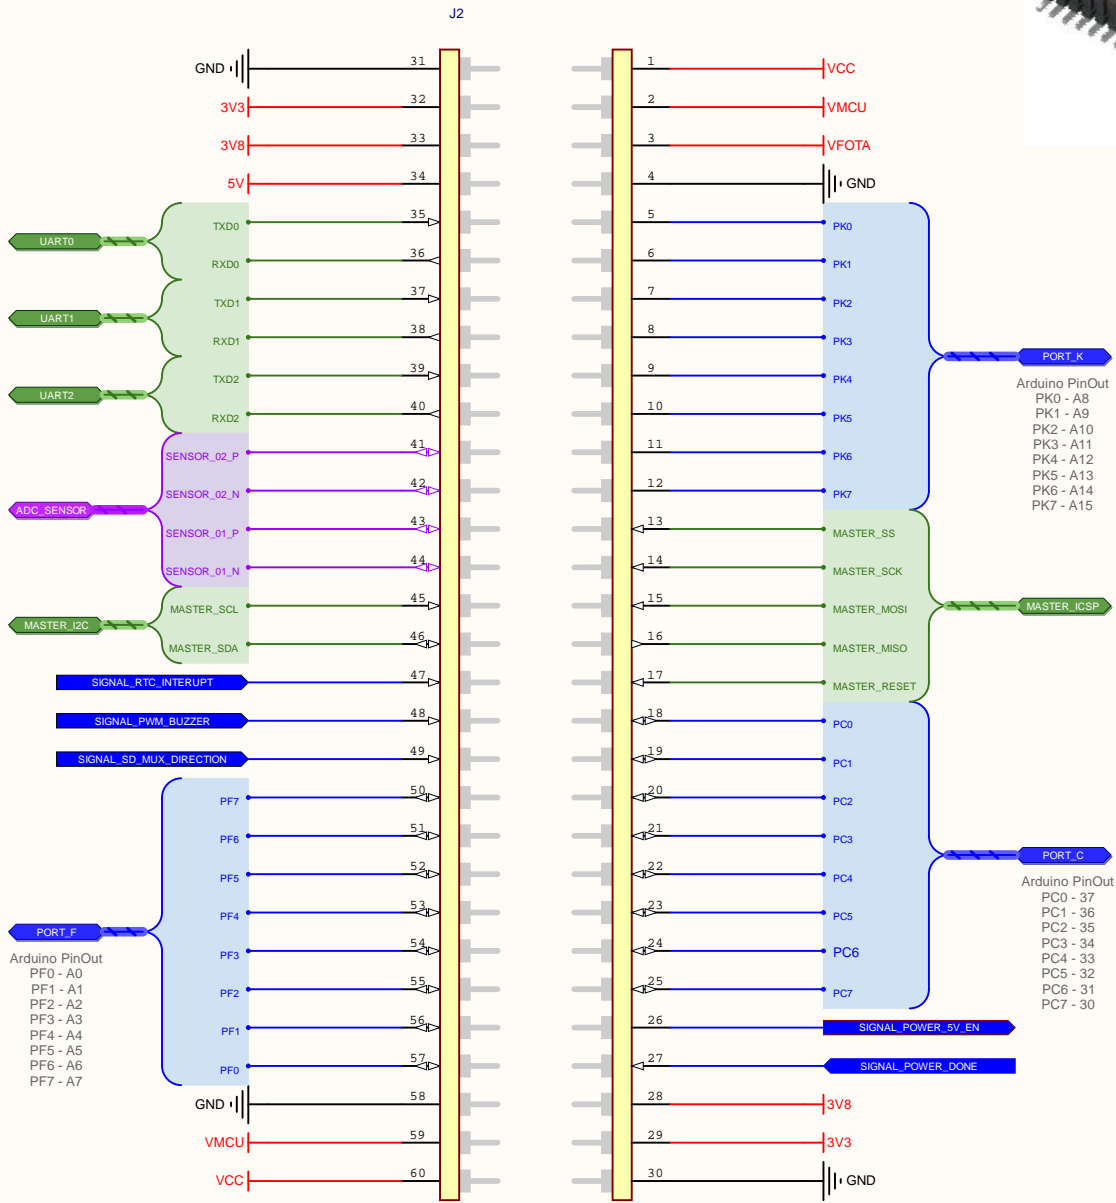 J2
GND 31
3V3 32
3V8 33
5V 34
UART0
TXD0 35
RXD0 36
UART1
TXD1 37
RXD1 38
UART2
TXD2 39
RXD2 40
ADC_SENSOR
SENSOR_02_P 41
SENSOR_02_N 42
SENSOR_01_P 43
SENSOR_01_N 44
MASTER_I2C
MASTER_SCL 45
MASTER_SDA 46
SIGNAL_RTC_INTERUPT 47
SIGNAL_PWM_BUZZER 48
SIGNAL_SD_MUX_DIRECTION 49
PF7 50
PF6 51
PF5 52
PF4 53
PF3 54
PF2 55
PF1 56
PF0 57
PORT_F
Arduino PinOut
PF0 - A0
PF1 - A1
PF2 - A2
PF3 - A3
PF4 - A4
PF5 - A5
PF6 - A6
PF7 - A7
GND 58
VMCU 59
VCC 60
1 VCC
2 VMCU
3 VFOTA
4 GND
5 PK0
6 PK1
7 PK2
8 PK3
9 PK4
10 PK5
11 PK6
12 PK7
PORT_K
Arduino PinOut
PK0 - A8
PK1 - A9
PK2 - A10
PK3 - A11
PK4 - A12
PK5 - A13
PK6 - A14
PK7 - A15
13 MASTER_SS
14 MASTER_SCK
15 MASTER_MOSI
16 MASTER_MISO
17 MASTER_RESET
MASTER_ICSP
18 PC0
19 PC1
20 PC2
21 PC3
22 PC4
23 PC5
24 PC6
25 PC7
PORT_C
Arduino PinOut
PC0 - 37
PC1 - 36
PC2 - 35
PC3 - 34
PC4 - 33
PC5 - 32
PC6 - 31
PC7 - 30
26 SIGNAL_POWER_5V_EN
27 SIGNAL_POWER_DONE
28 3V8
29 3V3
30 GND